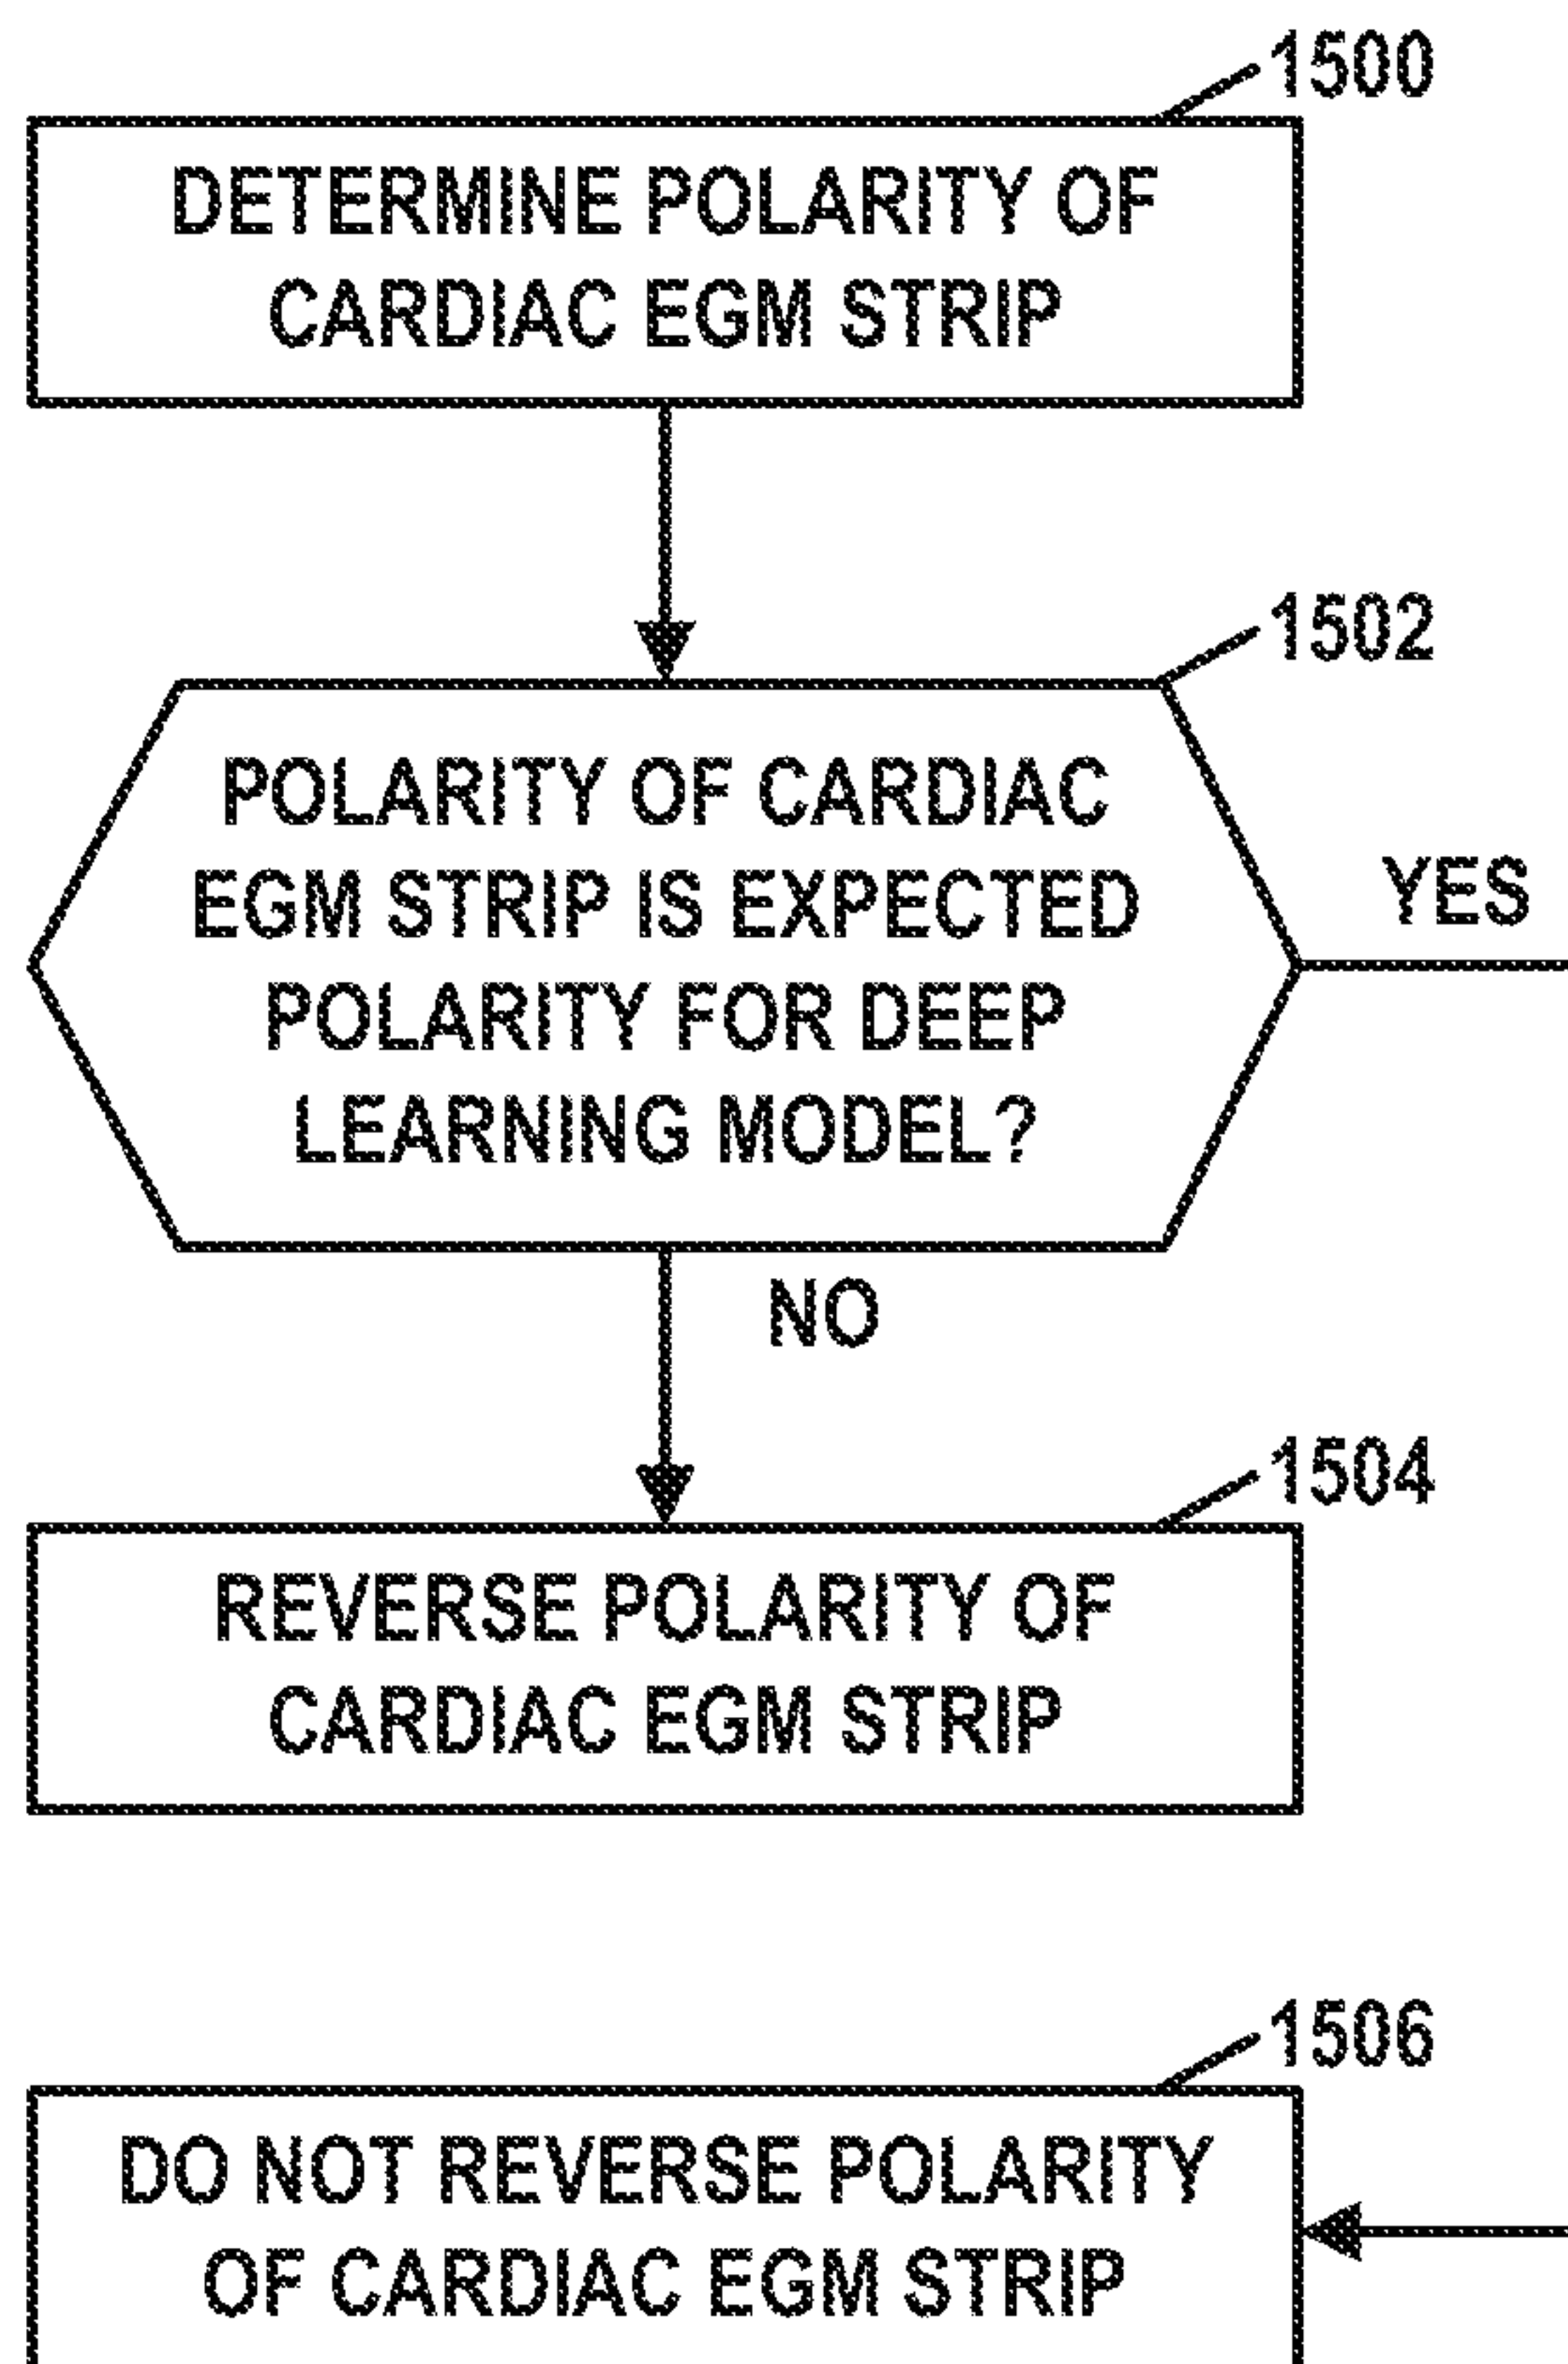 1500
DETERMINE POLARITY OF
CARDIAC EGM STRIP
1502
POLARITY OF CARDIAC
EGM STRIP IS EXPECTED
POLARITY FOR DEEP
LEARNING MODEL?
YES
NO
1504
REVERSE POLARITY OF
CARDIAC EGM STRIP
1506
DO NOT REVERSE POLARITY
OF CARDIAC EGM STRIP